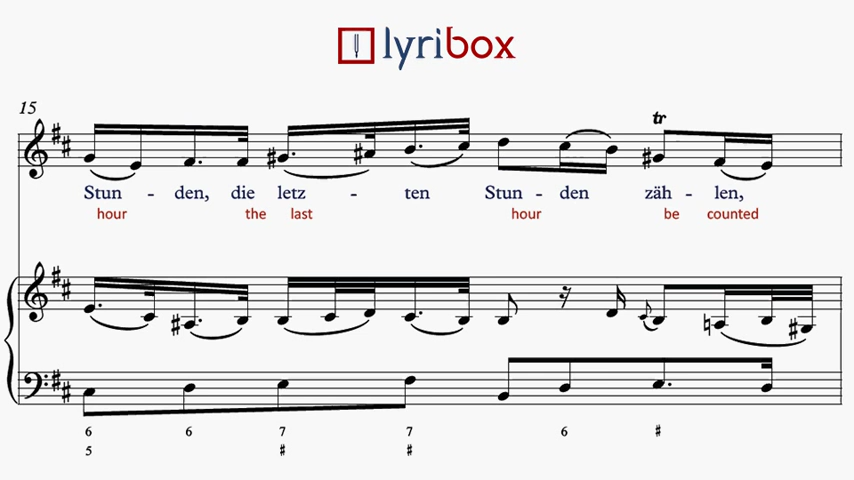 lyribox
15
tr
Stun - den, die letz - ten Stun - den zäh - len,
hour the last hour be counted
6 6 7 7 6 ♯
5 ♯ ♯